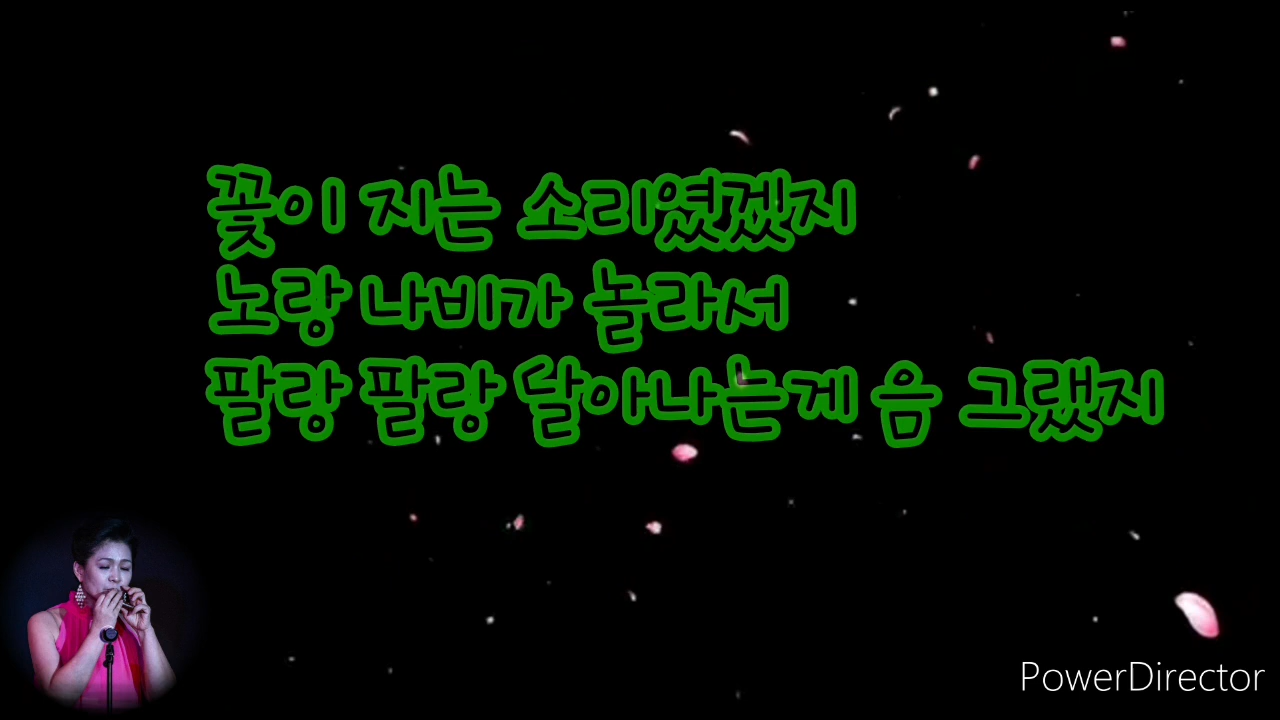 꽃이 지는 소리였겠지
노랑 나비가 놀라서
팔랑 팔랑 달아나는게 음 그랬지
PowerDirector